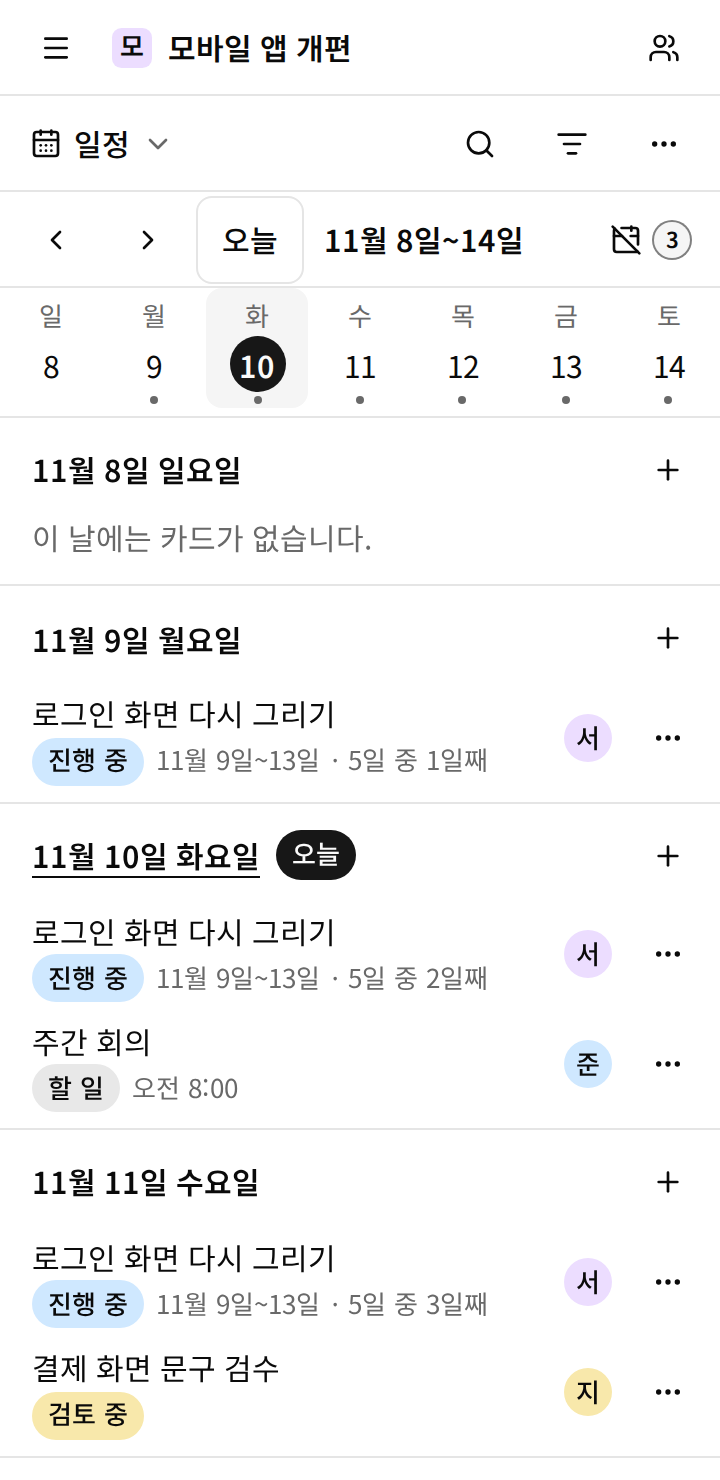 모 모바일 앱 개편
일정
오늘 11월 8일~14일 3
일 월 화 수 목 금 토
8 9 10 11 12 13 14
11월 8일 일요일
이 날에는 카드가 없습니다.
11월 9일 월요일
로그인 화면 다시 그리기
진행 중 11월 9일~13일 · 5일 중 1일째
서
11월 10일 화요일 오늘
로그인 화면 다시 그리기
진행 중 11월 9일~13일 · 5일 중 2일째
서
주간 회의
할 일 오전 8:00
준
11월 11일 수요일
로그인 화면 다시 그리기
진행 중 11월 9일~13일 · 5일 중 3일째
서
결제 화면 문구 검수
검토 중
지